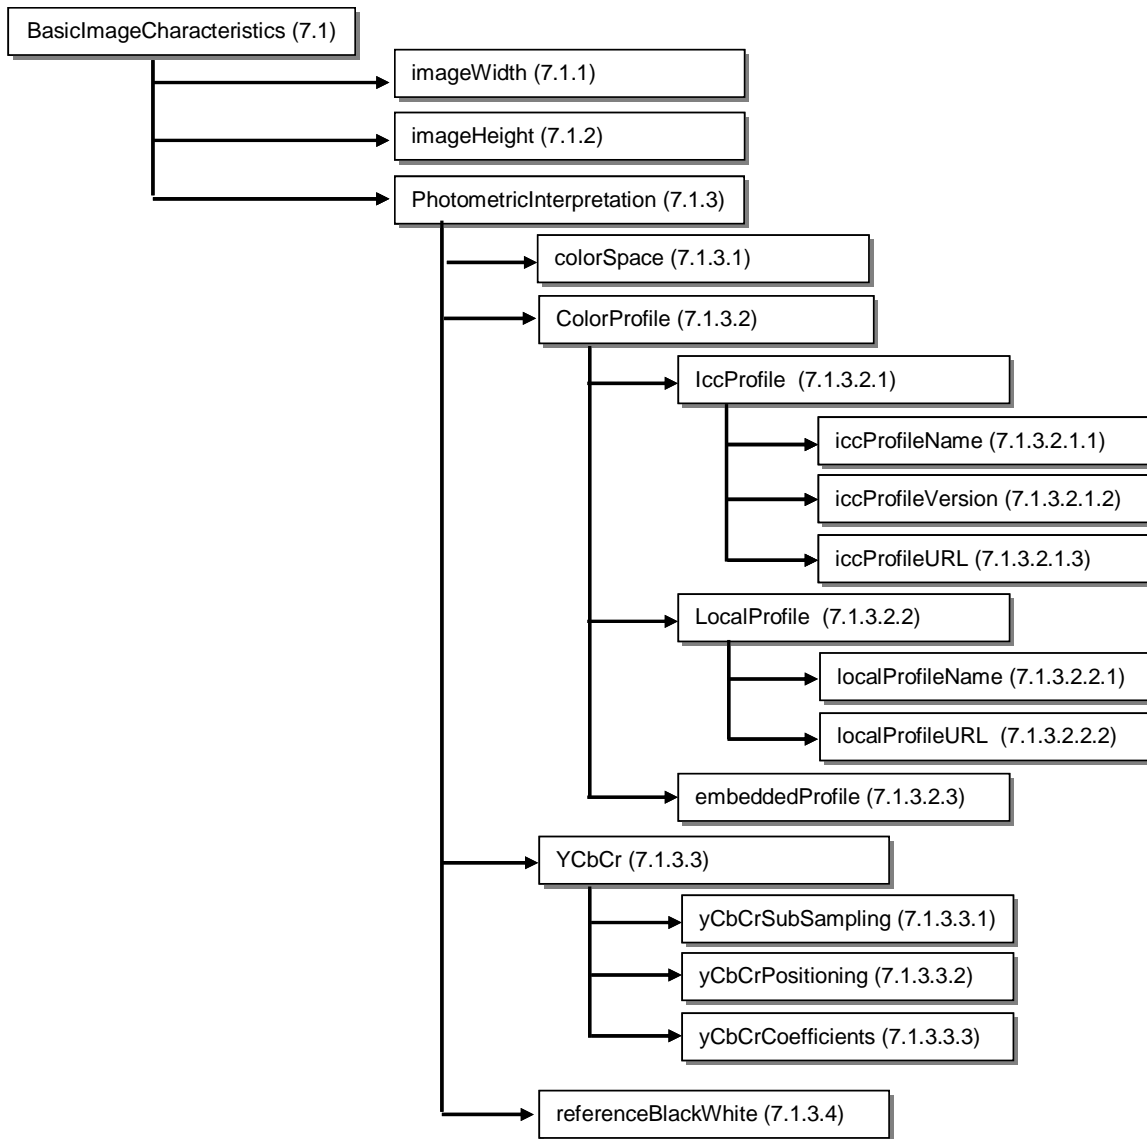 BasicImageCharacteristics (7.1)
imageWidth (7.1.1)
imageHeight (7.1.2)
PhotometricInterpretation (7.1.3)
colorSpace (7.1.3.1)
ColorProfile (7.1.3.2)
IccProfile  (7.1.3.2.1)
iccProfileName (7.1.3.2.1.1)
iccProfileVersion (7.1.3.2.1.2)
iccProfileURL (7.1.3.2.1.3)
LocalProfile  (7.1.3.2.2)
localProfileName (7.1.3.2.2.1)
localProfileURL  (7.1.3.2.2.2)
embeddedProfile (7.1.3.2.3)
YCbCr (7.1.3.3)
yCbCrSubSampling (7.1.3.3.1)
yCbCrPositioning (7.1.3.3.2)
yCbCrCoefficients (7.1.3.3.3)
referenceBlackWhite (7.1.3.4)